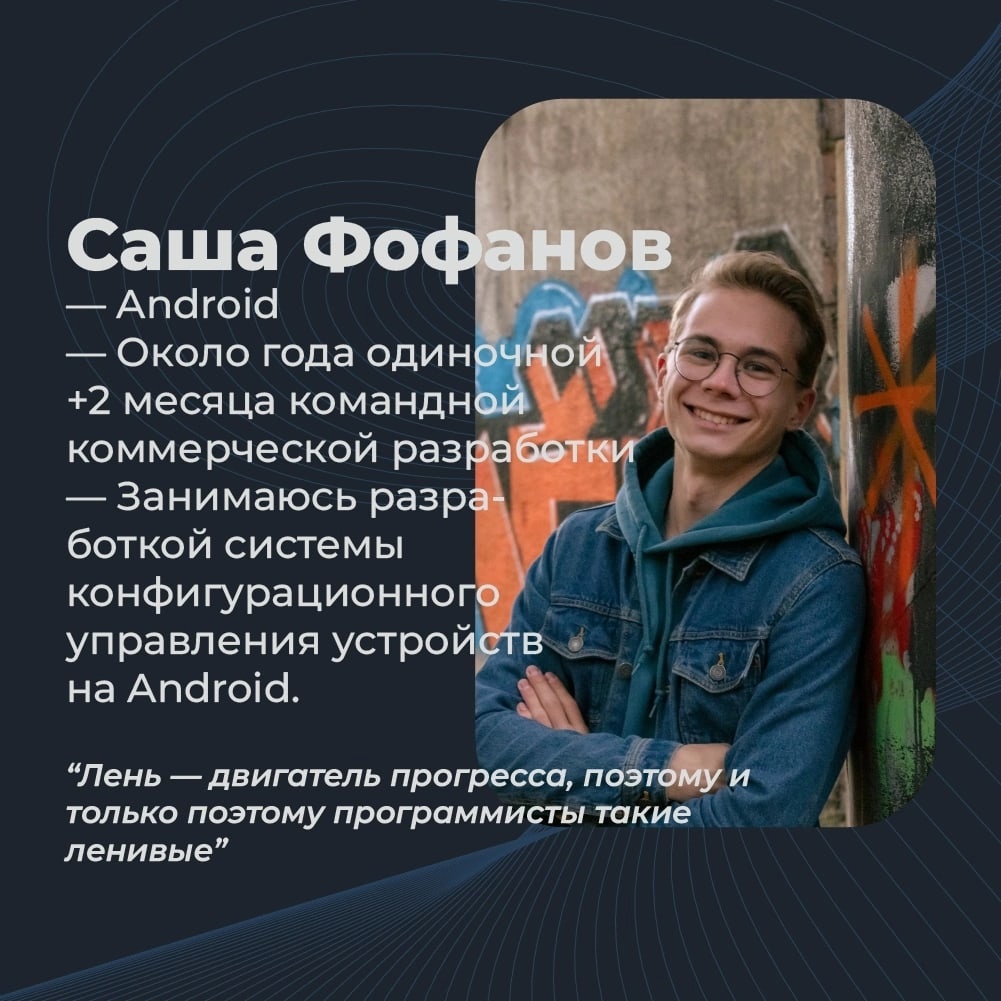 Саша Фофанов
— Android
— Около года одиночной
+2 месяца командной
коммерческой разработки
— Занимаюсь разра-
боткой системы
конфигурационного
управления устройств
на Android.
“Лень — двигатель прогресса, поэтому и
только поэтому программисты такие
ленивые”